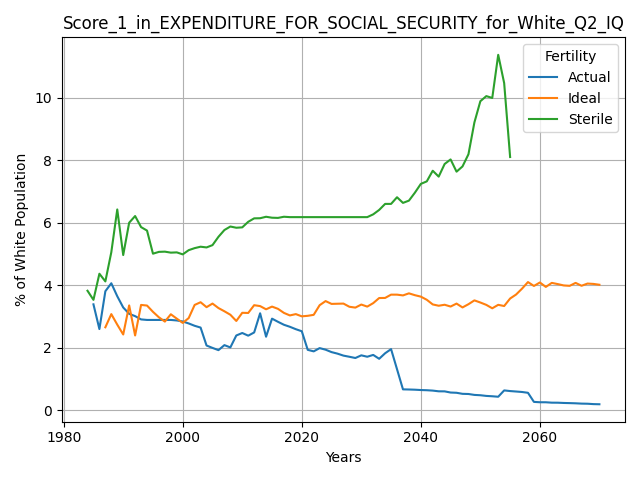 Score_1_in_EXPENDITURE_FOR_SOCIAL_SECURITY_for_White_Q2_IQ
Fertility
Actual
Ideal
Sterile
% of White Population
10
8
6
4
2
0
1980
2000
2020
2040
2060
Years